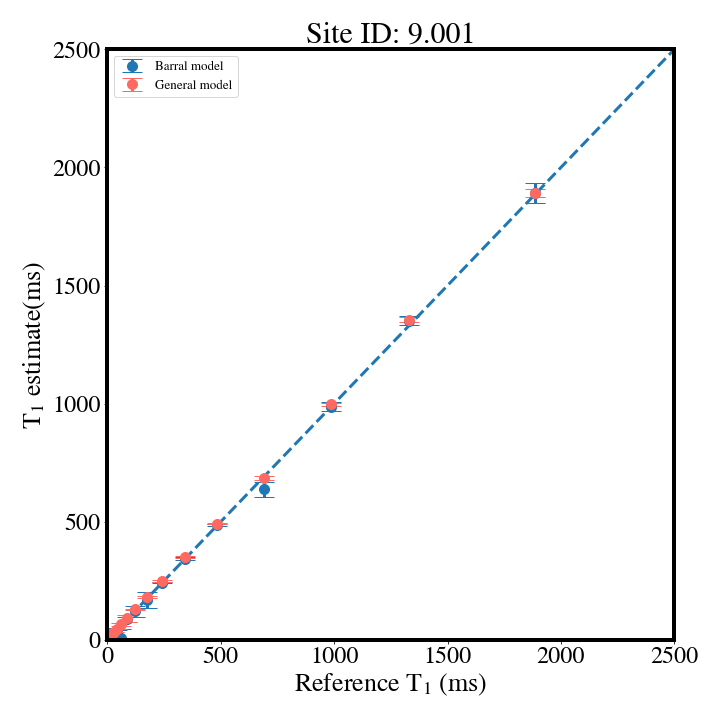 Site ID: 9.001
Barral model
General model
2500
2000
1500
1000
500
0
T1 estimate(ms)
0 500 1000 1500 2000 2500
Reference T1 (ms)